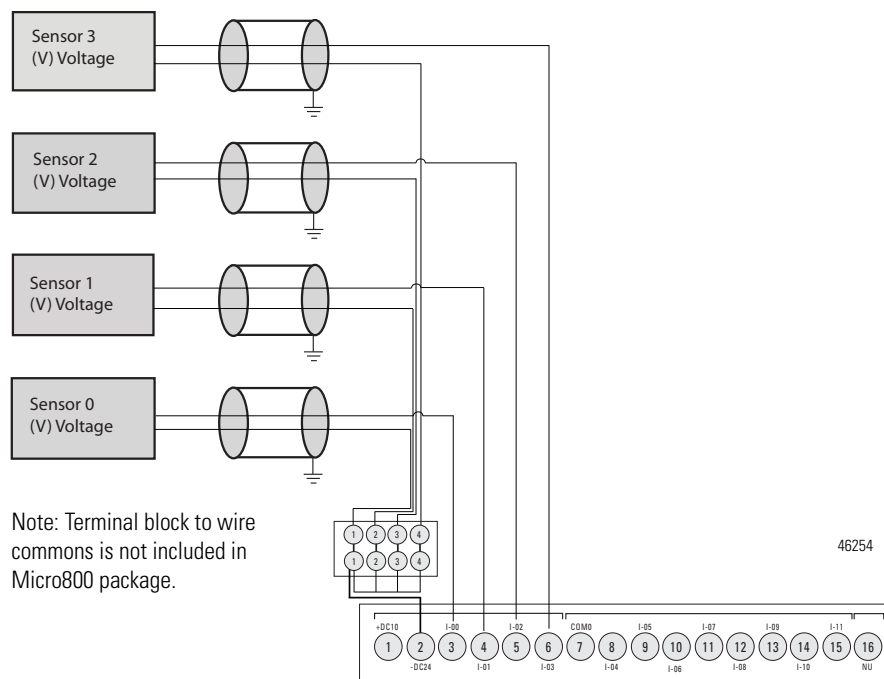 Sensor 3
(V) Voltage
Sensor 2
(V) Voltage
Sensor 1
(V) Voltage
Sensor 0
(V) Voltage
Note: Terminal block to wire
commons is not included in
Micro800 package.
1 2 3 4
1 2 3 4
46254
+DC10 I-00 I-02 COM0 I-05 I-07 I-09 I-11
1 2 3 4 5 6 7 8 9 10 11 12 13 14 15 16
-DC24 I-01 I-03 I-04 I-06 I-08 I-10 NU